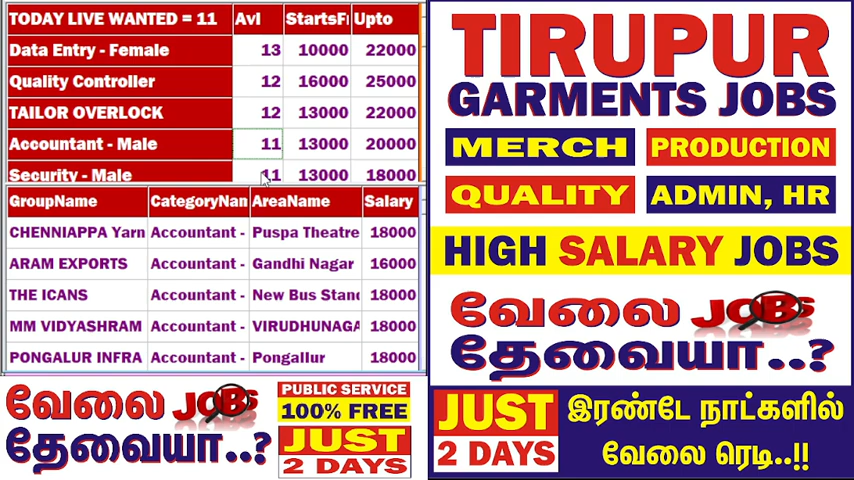 TODAY LIVE WANTED = 11 Avl StartsFr Upto
Data Entry - Female 13 10000 22000
Quality Controller 12 16000 25000
TAILOR OVERLOCK 12 13000 22000
Accountant - Male 11 13000 20000
Security - Male 11 13000 18000
GroupName CategoryNan AreaName Salary
CHENNIAPPA Yarn Accountant - Puspa Theatre 18000
ARAM EXPORTS Accountant - Gandhi Nagar 16000
THE ICANS Accountant - New Bus Stand 18000
MM VIDYASHRAM Accountant - VIRUDHUNAGA 18000
PONGALUR INFRA Accountant - Pongallur 18000
வேலை JOBS
தேவையா..?
PUBLIC SERVICE
100% FREE
JUST
2 DAYS
TIRUPUR
GARMENTS JOBS
MERCH PRODUCTION
QUALITY ADMIN, HR
HIGH SALARY JOBS
வேலை JOBS
தேவையா..?
JUST
2 DAYS
இரண்டே நாட்களில்
வேலை ரெடி..!!